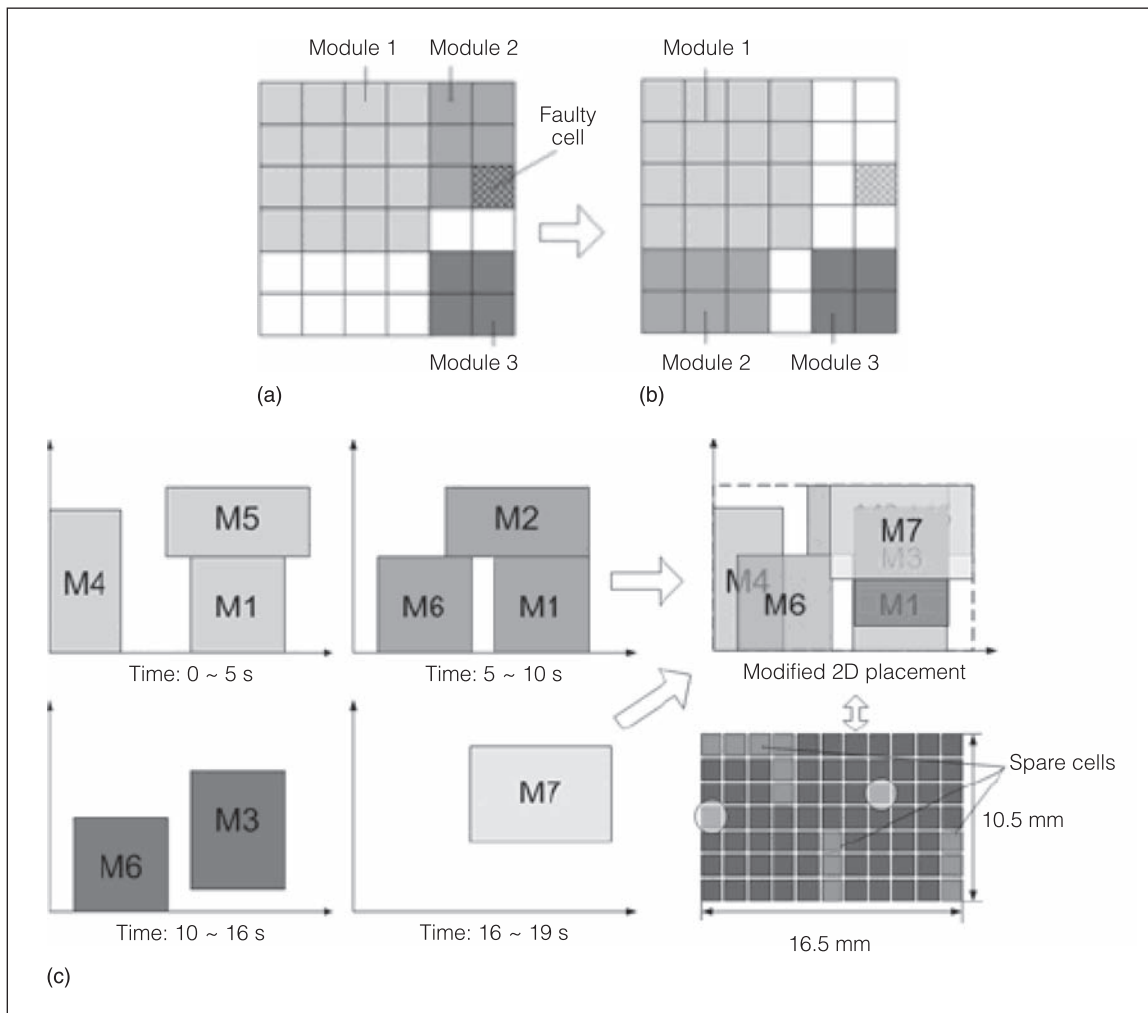 Module 1
Module 2
Faulty
cell
Module 3
(a)
Module 1
Module 2
Module 3
(b)
M4
M5
M1
Time: 0 ~ 5 s
M6
M2
M1
Time: 5 ~ 10 s
M4
M6
M7
M3
M1
Modified 2D placement
M6
M3
Time: 10 ~ 16 s
M7
Time: 16 ~ 19 s
Spare cells
10.5 mm
16.5 mm
(c)